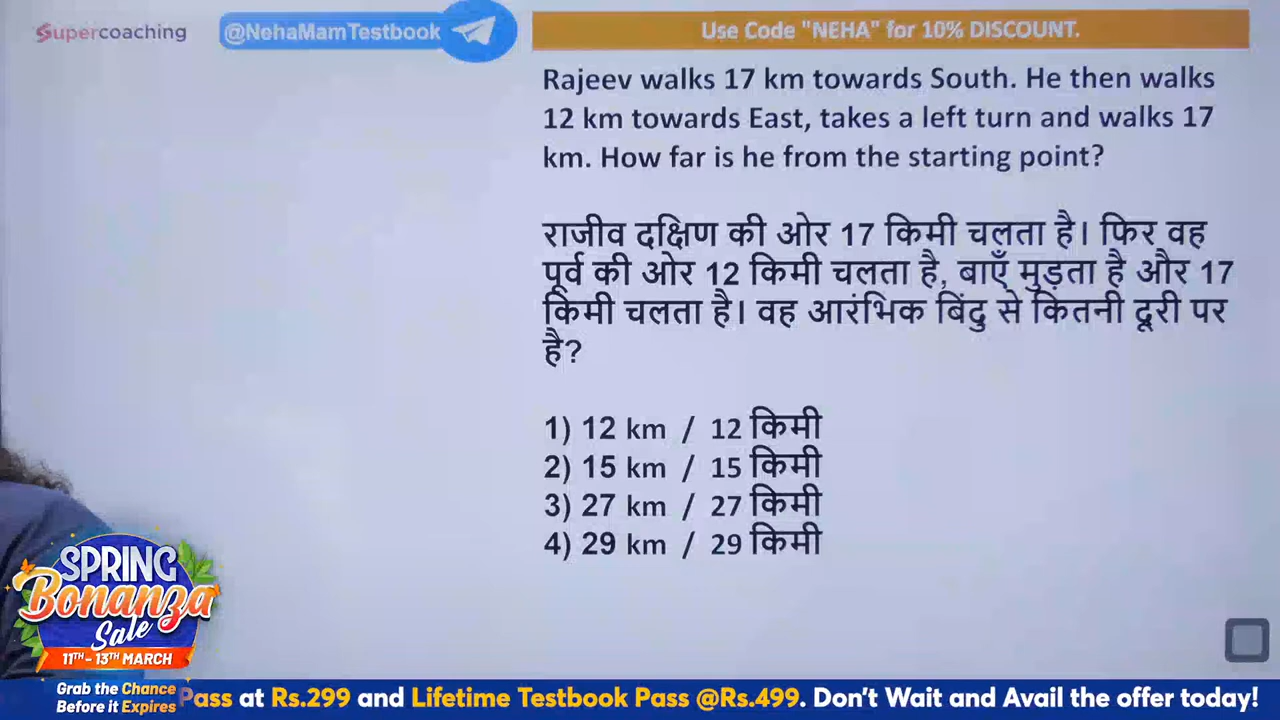 Supercoaching
@NehaMamTestbook
Use Code "NEHA" for 10% DISCOUNT.
Rajeev walks 17 km towards South. He then walks
12 km towards East, takes a left turn and walks 17
km. How far is he from the starting point?
राजीव दक्षिण की ओर 17 किमी चलता है। फिर वह
पूर्व की ओर 12 किमी चलता है, बाएँ मुड़ता है और 17
किमी चलता है। वह आरंभिक बिंदु से कितनी दूरी पर
है?
1) 12 km / 12 किमी
2) 15 km / 15 किमी
3) 27 km / 27 किमी
4) 29 km / 29 किमी
SPRING
Bonanza
Sale
11TH - 13TH MARCH
Grab the Chance
Before it Expires
Pass at Rs.299 and Lifetime Testbook Pass @Rs.499. Don't Wait and Avail the offer today!